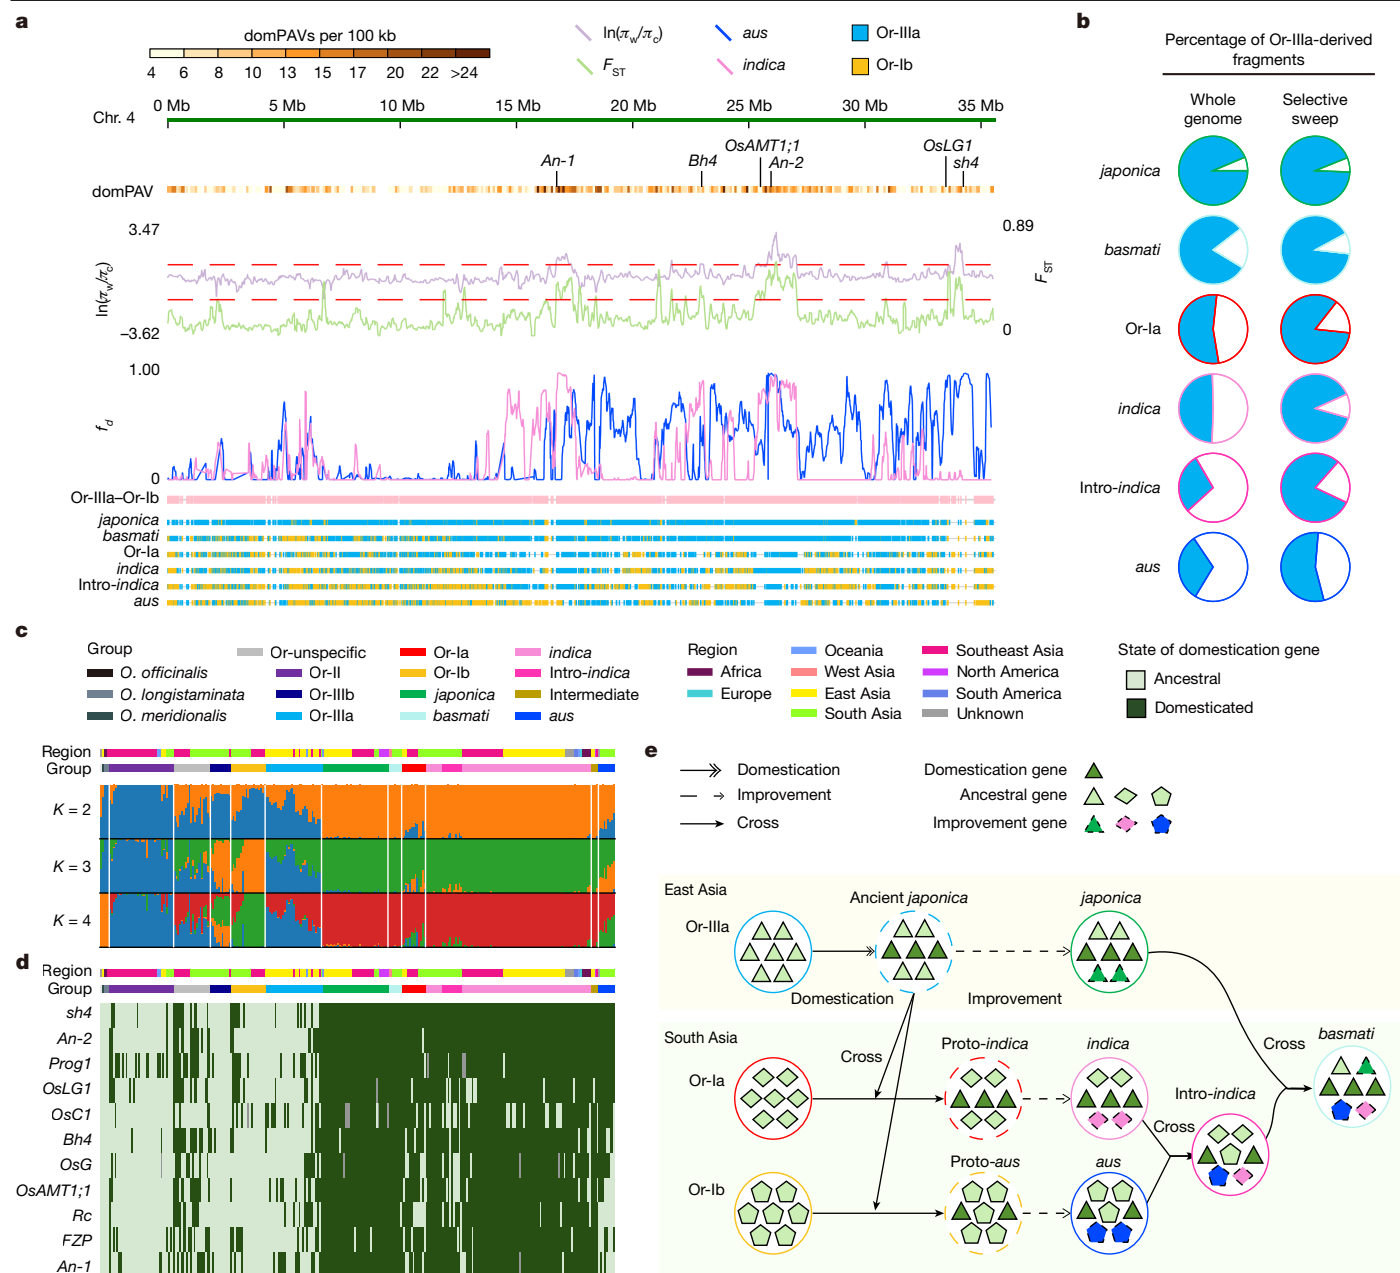 a
domPAVs per 100 kb
4 6 8 10 13 15 17 20 22 >24
ln(πw/πc)
FST
aus
indica
Or-IIIa
Or-Ib
Chr. 4
0 Mb 5 Mb 10 Mb 15 Mb 20 Mb 25 Mb 30 Mb 35 Mb
An-1 Bh4 OsAMT1;1 An-2 OsLG1 sh4
domPAV
3.47
ln(πw/πc)
−3.62
0.89
FST
0
1.00
fd
0
Or-IIIa–Or-Ib
japonica
basmati
Or-Ia
indica
Intro-indica
aus
b
Percentage of Or-IIIa-derived
fragments
Whole
genome
Selective
sweep
japonica
basmati
Or-Ia
indica
Intro-indica
aus
c
Group
O. officinalis
O. longistaminata
O. meridionalis
Or-unspecific
Or-II
Or-IIIb
Or-IIIa
Or-Ia
Or-Ib
japonica
basmati
indica
Intro-indica
Intermediate
aus
Region
Africa
Europe
Oceania
West Asia
East Asia
South Asia
Southeast Asia
North America
South America
Unknown
State of domestication gene
Ancestral
Domesticated
Region
Group
K = 2
K = 3
K = 4
d
Region
Group
sh4
An-2
Prog1
OsLG1
OsC1
Bh4
OsG
OsAMT1;1
Rc
FZP
An-1
e
Domestication
Improvement
Cross
Domestication gene
Ancestral gene
Improvement gene
East Asia
Or-IIIa
Ancient japonica
japonica
Domestication
Improvement
South Asia
Or-Ia
Cross
Proto-indica
indica
Cross
basmati
Intro-indica
Cross
Or-Ib
Proto-aus
aus